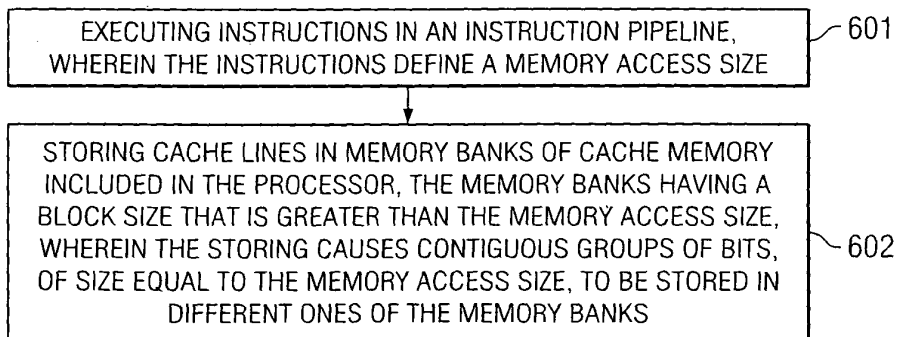 EXECUTING INSTRUCTIONS IN AN INSTRUCTION PIPELINE,
WHEREIN THE INSTRUCTIONS DEFINE A MEMORY ACCESS SIZE
601
STORING CACHE LINES IN MEMORY BANKS OF CACHE MEMORY
INCLUDED IN THE PROCESSOR, THE MEMORY BANKS HAVING A
BLOCK SIZE THAT IS GREATER THAN THE MEMORY ACCESS SIZE,
WHEREIN THE STORING CAUSES CONTIGUOUS GROUPS OF BITS,
OF SIZE EQUAL TO THE MEMORY ACCESS SIZE, TO BE STORED IN
DIFFERENT ONES OF THE MEMORY BANKS
602